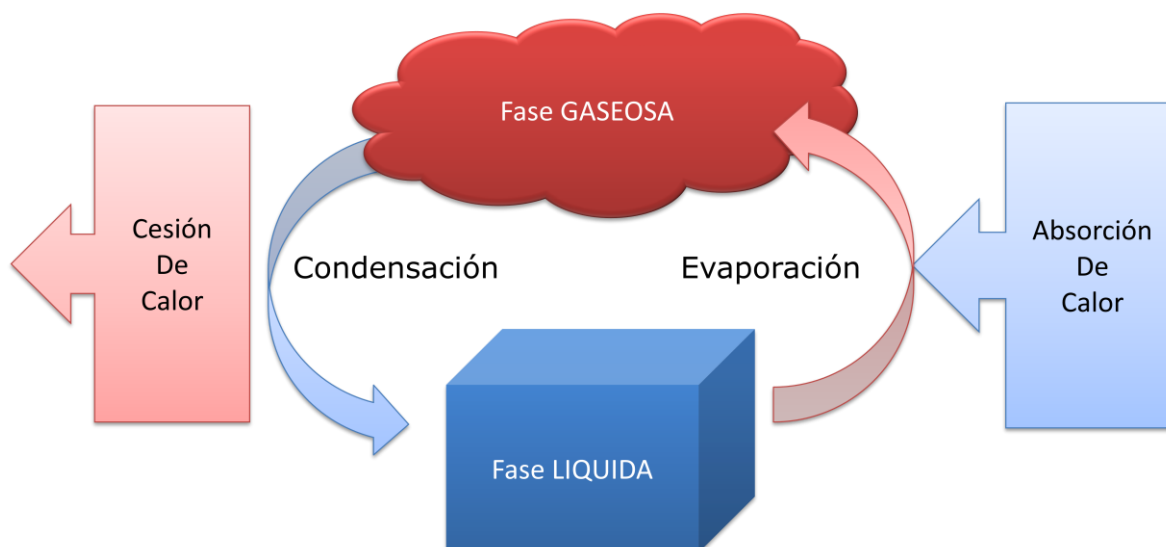 Fase GASEOSA
Cesión
De
Calor
Condensación
Evaporación
Absorción
De
Calor
Fase LIQUIDA